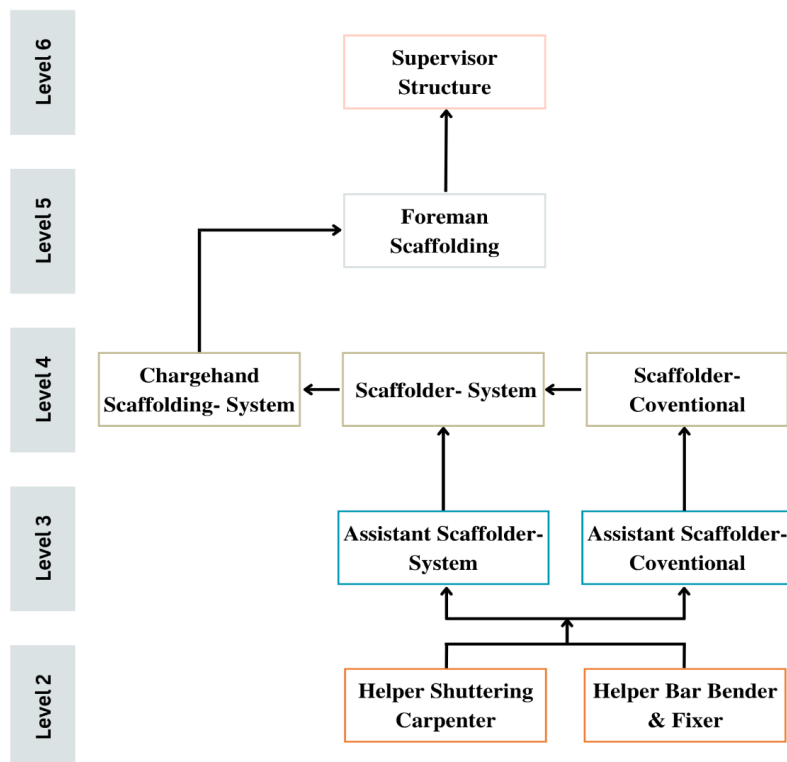 Level 6
Supervisor
Structure
Level 5
Foreman
Scaffolding
Level 4
Chargehand
Scaffolding- System
Scaffolder- System
Scaffolder-
Coventional
Level 3
Assistant Scaffolder-
System
Assistant Scaffolder-
Coventional
Level 2
Helper Shuttering
Carpenter
Helper Bar Bender
& Fixer